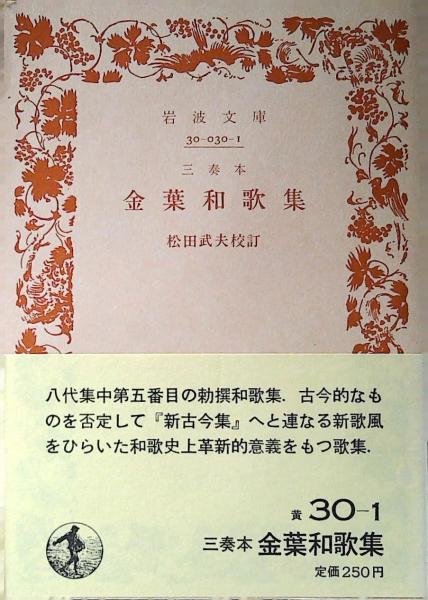 岩波文庫
30-030-1
三奏本
金葉和歌集
松田武夫校訂
八代集中第五番目の勅撰和歌集．古今的なも
のを否定して『新古今集』へと連なる新歌風
をひらいた和歌史上革新的意義をもつ歌集．
黄 30-1
三奏本 金葉和歌集
定価250円